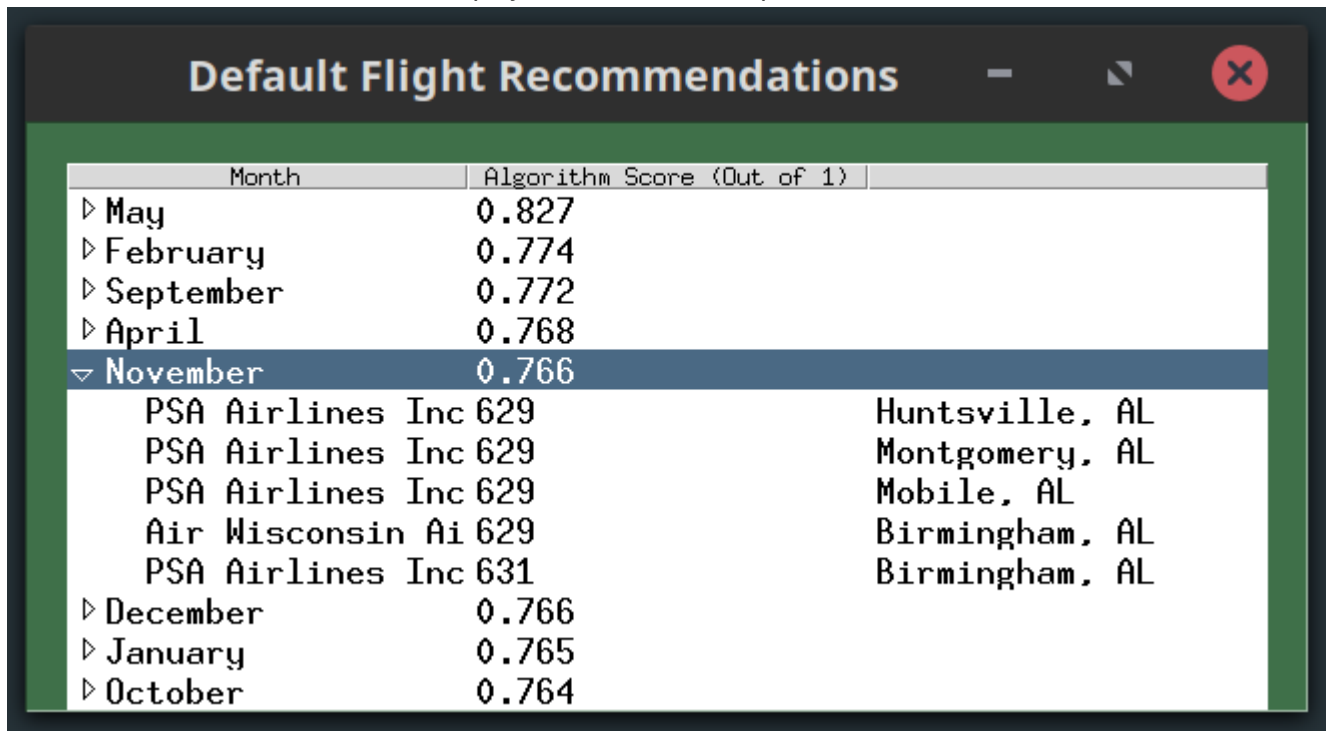 Default Flight Recommendations
Month Algorithm Score (Out of 1)
May 0.827
February 0.774
September 0.772
April 0.768
November 0.766
PSA Airlines Inc 629 Huntsville, AL
PSA Airlines Inc 629 Montgomery, AL
PSA Airlines Inc 629 Mobile, AL
Air Wisconsin Ai 629 Birmingham, AL
PSA Airlines Inc 631 Birmingham, AL
December 0.766
January 0.765
October 0.764